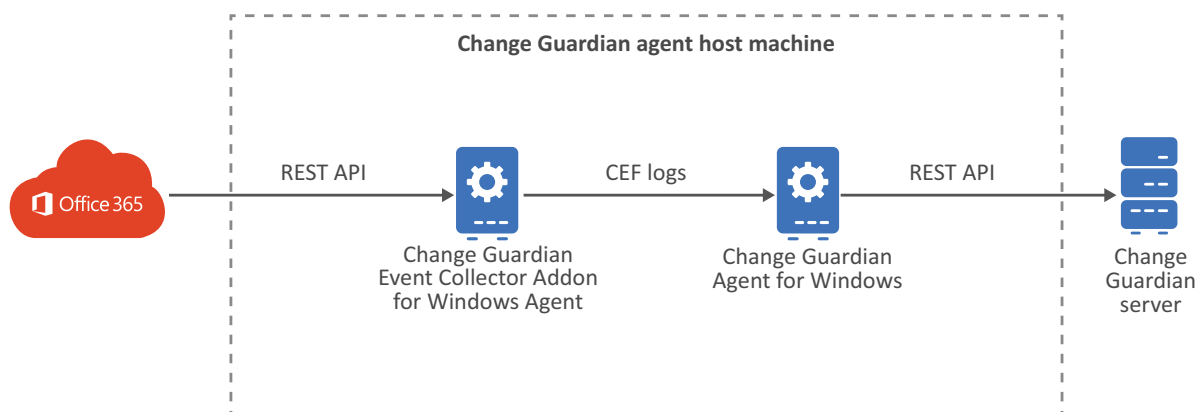 Change Guardian agent host machine
REST API
CEF logs
REST API
Office 365
Change Guardian
Event Collector Addon
for Windows Agent
Change Guardian
Agent for Windows
Change
Guardian
server